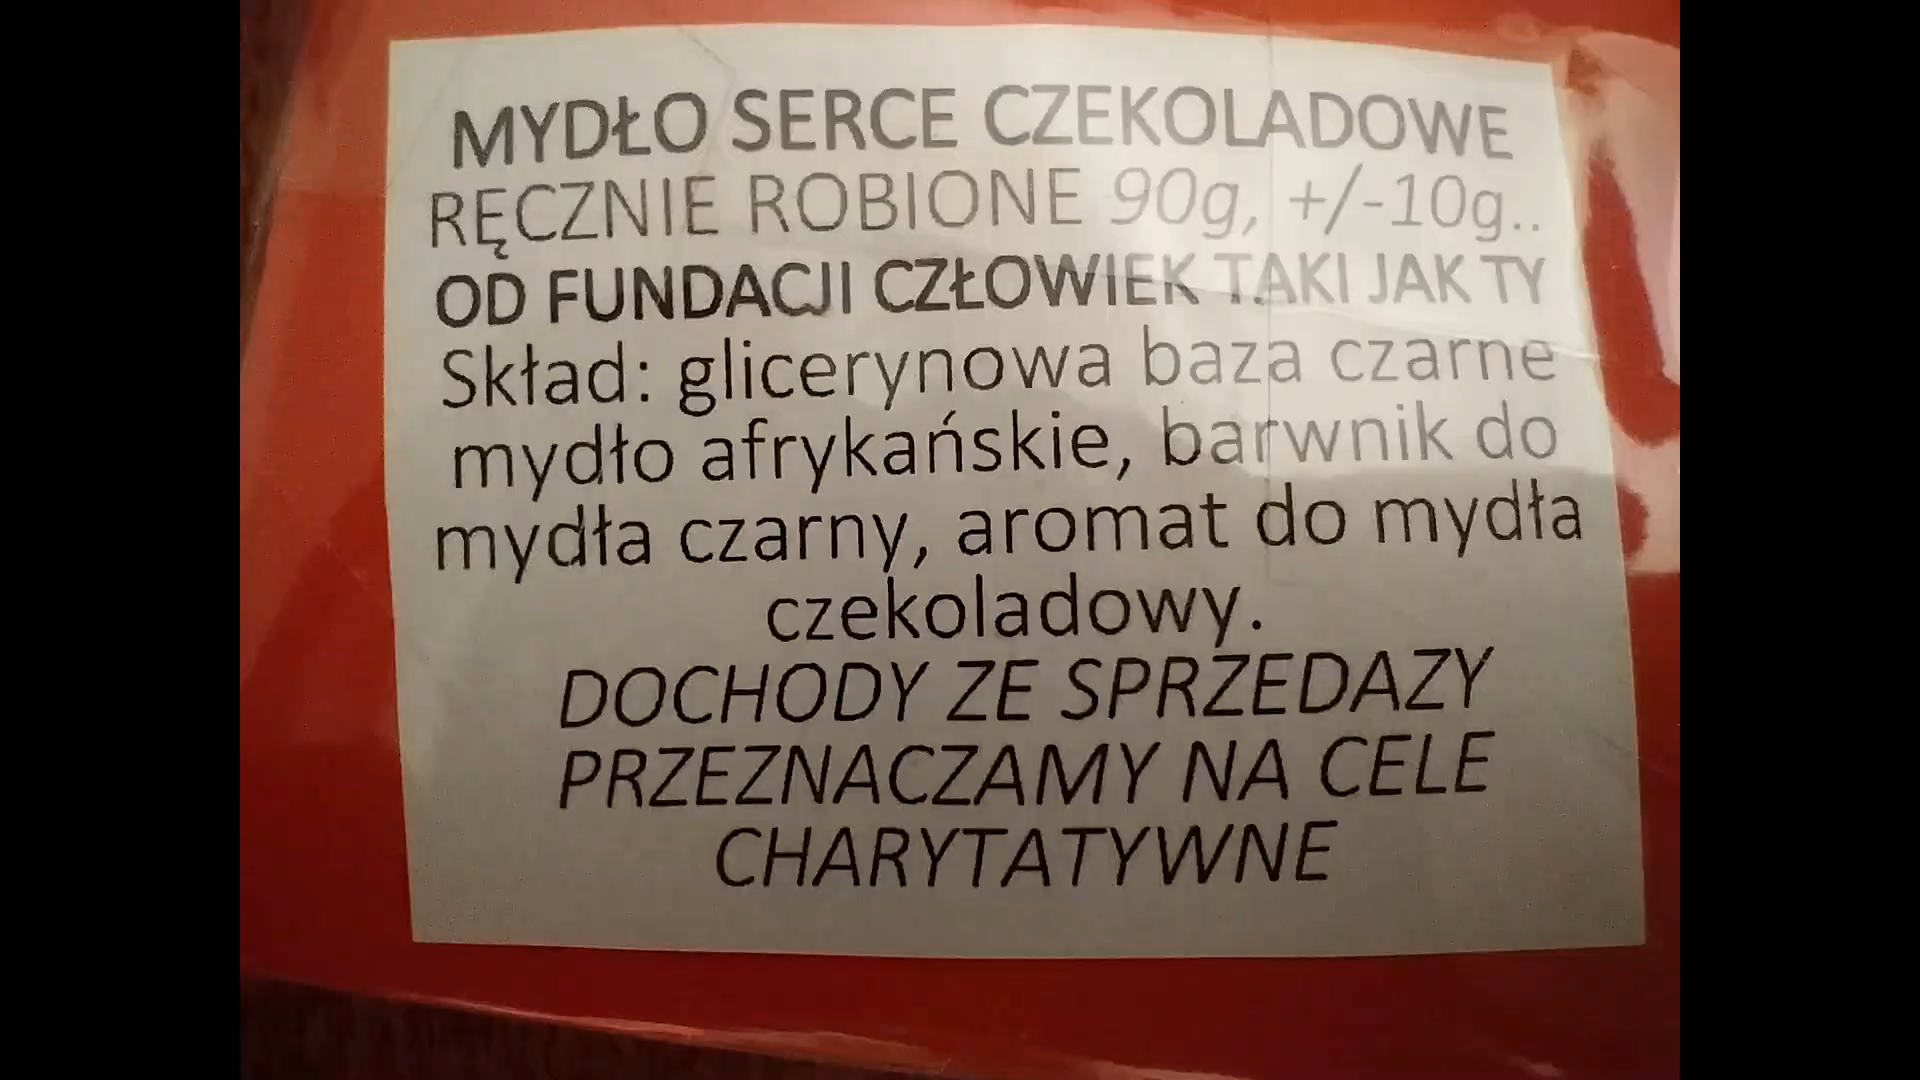 MYDŁO SERCE CZEKOLADOWE
RĘCZNIE ROBIONE 90g, +/-10g..
OD FUNDACJI CZŁOWIEK TAKI JAK TY
Skład: glicerynowa baza czarne
mydło afrykańskie, barwnik do
mydła czarny, aromat do mydła
czekoladowy.
DOCHODY ZE SPRZEDAZY
PRZEZNACZAMY NA CELE
CHARYTATYWNE